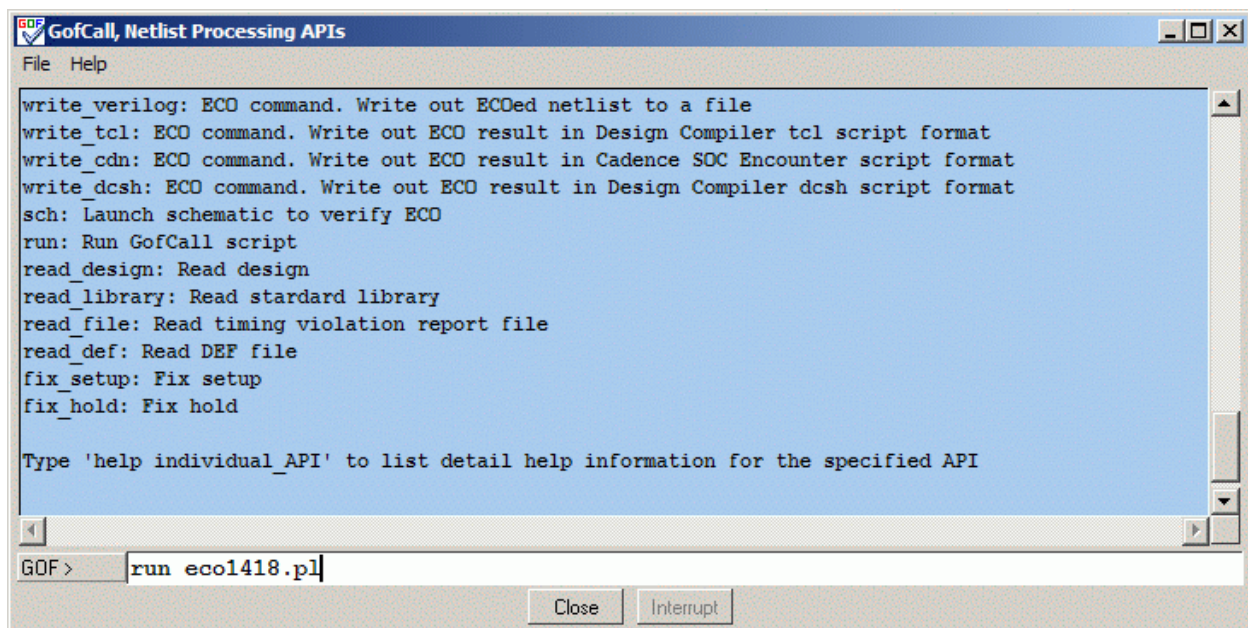 GOF GofCall, Netlist Processing APIs
File Help
write_verilog: ECO command. Write out ECOed netlist to a file
write_tcl: ECO command. Write out ECO result in Design Compiler tcl script format
write_cdn: ECO command. Write out ECO result in Cadence SOC Encounter script format
write_dcsh: ECO command. Write out ECO result in Design Compiler dcsh script format
sch: Launch schematic to verify ECO
run: Run GofCall script
read_design: Read design
read_library: Read stardard library
read_file: Read timing violation report file
read_def: Read DEF file
fix_setup: Fix setup
fix_hold: Fix hold
Type 'help individual_API' to list detail help information for the specified API
GOF > run eco1418.pl
Close Interrupt